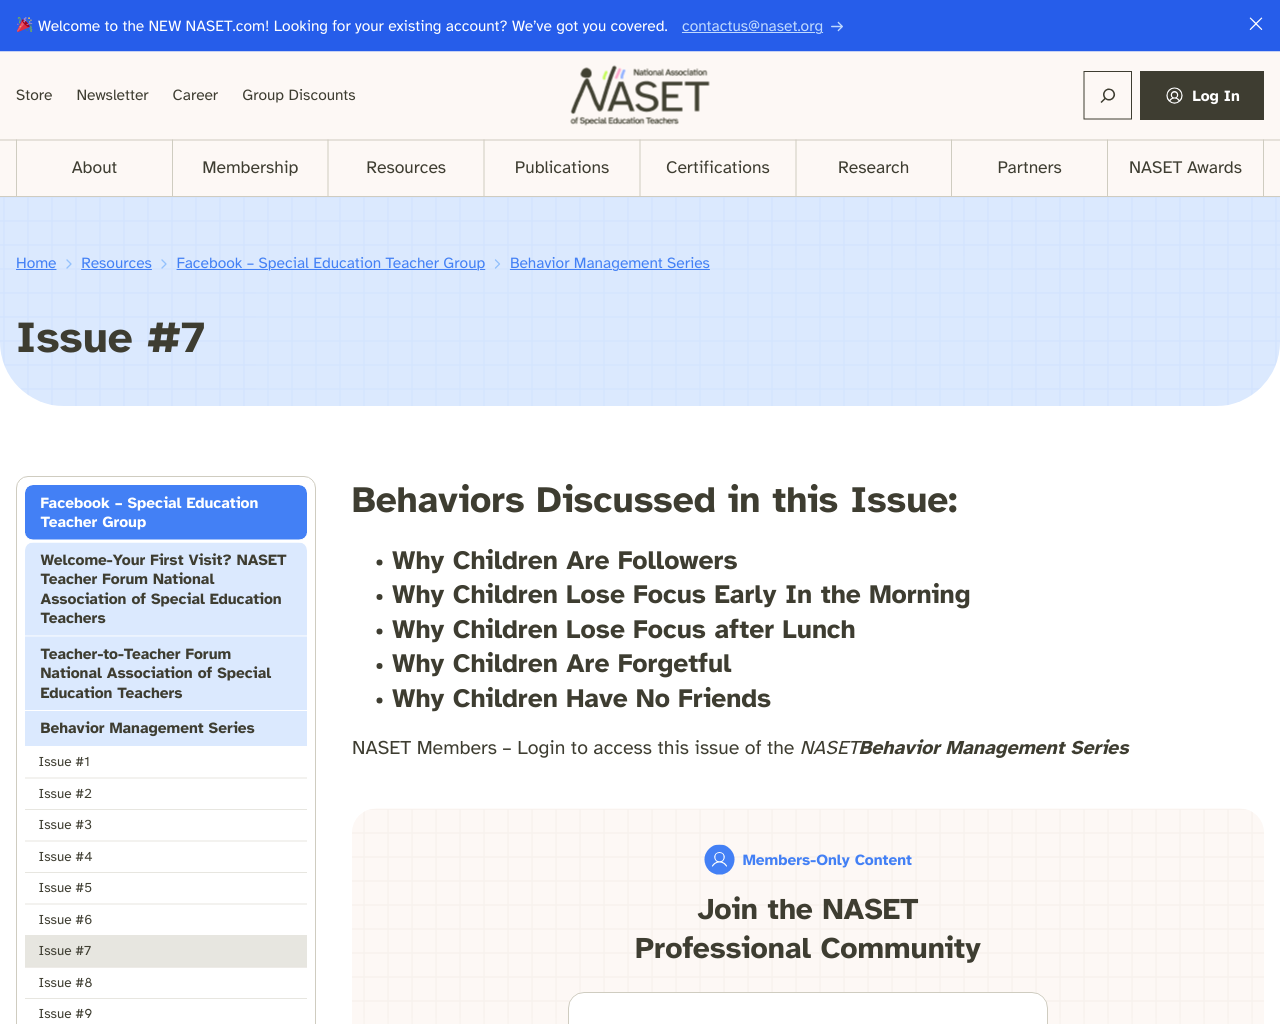 🎉 Welcome to the NEW NASET.com! Looking for your existing account? We've got you covered. contactus@naset.org →
Store Newsletter Career Group Discounts
National Association
NASET
of Special Education Teachers
Log In
About Membership Resources Publications Certifications Research Partners NASET Awards
Home > Resources > Facebook – Special Education Teacher Group > Behavior Management Series
Issue #7
Facebook – Special Education
Teacher Group
Welcome-Your First Visit? NASET
Teacher Forum National
Association of Special Education
Teachers
Teacher-to-Teacher Forum
National Association of Special
Education Teachers
Behavior Management Series
Issue #1
Issue #2
Issue #3
Issue #4
Issue #5
Issue #6
Issue #7
Issue #8
Issue #9
Behaviors Discussed in this Issue:
• Why Children Are Followers
• Why Children Lose Focus Early In the Morning
• Why Children Lose Focus after Lunch
• Why Children Are Forgetful
• Why Children Have No Friends
NASET Members – Login to access this issue of the NASETBehavior Management Series
Members-Only Content
Join the NASET
Professional Community